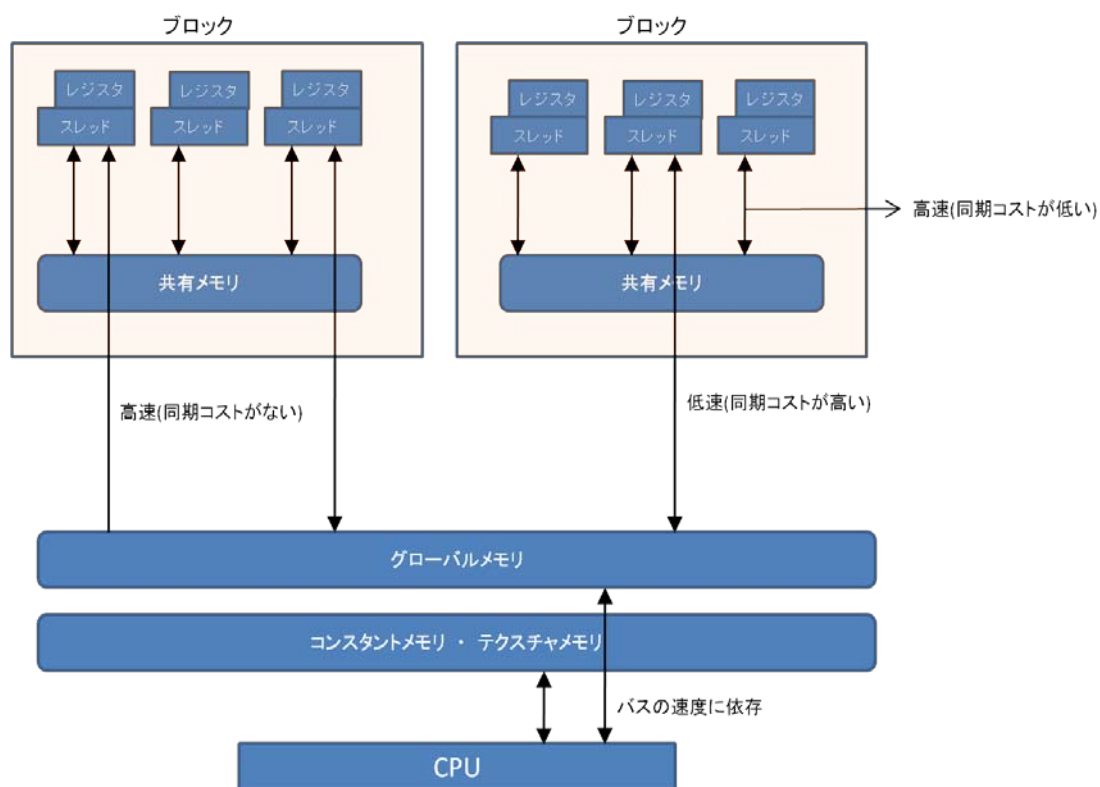 ブロック
ブロック
レジスタ
レジスタ
レジスタ
スレッド
スレッド
スレッド
レジスタ
レジスタ
レジスタ
スレッド
スレッド
スレッド
高速(同期コストが低い)
共有メモリ
共有メモリ
高速(同期コストがない)
低速(同期コストが高い)
グローバルメモリ
コンスタントメモリ ・ テクスチャメモリ
バスの速度に依存
CPU